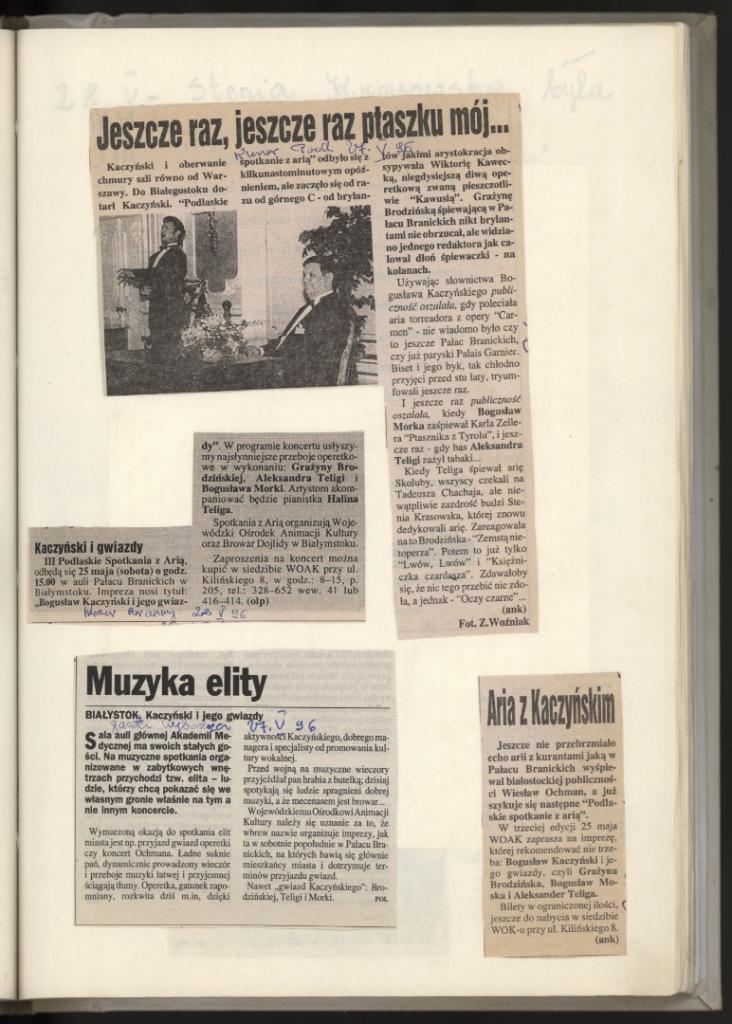 28 V - Stenia Krasowska była
Jeszcze raz, jeszcze raz ptaszku mój...
27. V 96
Kaczyński i oberwanie
chmury szli równo od War-
szawy. Do Białegostoku do-
tarł Kaczyński. "Podlaskie
spotkanie z arią" odbyło się z
kilkunastominutowym opóź-
nieniem, ale zaczęło się od ra-
zu od górnego C - od brylan-
tów jakimi arystokracja ob-
sypywała Wiktorię Kawec-
ką, niegdysiejszą diwę ope-
retkową zwaną pieszczotli-
wie "Kawusią". Grażynę
Brodzińską śpiewającą w Pa-
łacu Branickich nikt brylan-
tami nie obrzucał, ale widzia-
no jednego redaktora jak ca-
łował dłoń śpiewaczki - na
kolanach.
Używając słownictwa Bo-
gusława Kaczyńskiego publi-
czność oszalała, gdy poleciała
aria torreadora z opery "Car-
men" - nie wiadomo było czy
to jeszcze Pałac Branickich,
czy już paryski Palais Garnier.
Biset i jego byk, tak chłodno
przyjęci przed stu laty, tryum-
fowali jeszcze raz.
I jeszcze raz publiczność
oszalała, kiedy Bogusław
Morka zaśpiewał Karla Zelle-
ra "Ptasznika z Tyrolu", i jesz-
cze raz - gdy bas Aleksandra
Teligi zażył tabaki...
Kiedy Teliga śpiewał arię
Skołuby, wszyscy czekali na
Tadeusza Chachaja, ale nie-
wątpliwie zazdrość budzi Ste-
nia Krasowska, której znowu
dedykowali arię. Zareagowała
na to Brodzińska - "Zemstą nie-
toperza". Potem to już tylko
"Lwów, Lwów" i "Księżni-
czka czardasza". Zdawałoby
się, że nic tego przebić nie zdo-
ła, a jednak - "Oczy czarne"...
(ank)
Fot. Z.Woźniak
Kaczyński i gwiazdy
III Podlaskie Spotkania z Arią,
odbędą się 25 maja (sobota) o godz.
15.00 w auli Pałacu Branickich w
Białymstoku. Impreza nosi tytuł:
„Bogusław Kaczyński i jego gwiaz-
V 96
dy". W programie koncertu usłyszy-
my najsłynniejsze przeboje operetko-
we w wykonaniu: Grażyny Bro-
dzińskiej, Aleksandra Teligi i
Bogusława Morki. Artystom akom-
paniować będzie pianistka Halina
Teliga.
Spotkania z Arią organizują Woje-
wódzki Ośrodek Animacji Kultury
oraz Browar Dojlidy w Białymstoku.
Zaproszenia na koncert można
kupić w siedzibie WOAK przy ul.
Kilińskiego 8, w godz.: 8–15, p.
205, tel.: 328–652 wew. 41 lub
416–414. (olp)
Muzyka elity
BIAŁYSTOK. Kaczyński i jego gwiazdy
27. V 96
Sala auli głównej Akademii Me-
dycznej ma swoich stałych go-
ści. Na muzyczne spotkania orga-
nizowane w zabytkowych wnę-
trzach przychodzi tzw. elita – lu-
dzie, którzy chcą pokazać się we
własnym gronie właśnie na tym a
nie innym koncercie.
Wymarzoną okazją do spotkania elit
miasta jest np. przyjazd gwiazd operetki
czy koncert Ochmana. Ładne suknie
pań, dynamicznie prowadzony wieczór
i przeboje muzyki łatwej i przyjemnej
ściągają tłumy. Operetka, gatunek zapo-
mniany, rozkwita dziś m.in, dzięki
aktywności Kaczyńskiego, dobrego ma-
nagera i specjalisty od promowania kul-
tury wokalnej.
Przed wojną na muzyczne wieczory
przyjeżdżał pan hrabia z butelką; dzisiaj
spotykają się ludzie spragnieni dobrej
muzyki, a że mecenasem jest browar...
Wojewódzkiemu Ośrodkowi Animacji
Kultury należy się uznanie za to, że
wbrew nazwie organizuje imprezy, jak
ta w sobotnie popołudnie w Pałacu Bra-
nickich, na których bawią się głównie
mieszkańcy miasta i dotrzymuje ter-
minów przyjazdu gwiazd.
Nawet „gwiazd Kaczyńskiego": Bro-
dzińskiej, Teligi i Morki.
POL
Aria z Kaczyńskim
Jeszcze nie przebrzmiało
echo arii z kurantami jaką w
Pałacu Branickich wyśpie-
wał białostockiej publicznoś-
ci Wiesław Ochman, a już
szykuje się następne "Podla-
skie spotkanie z arią".
W trzeciej edycji 25 maja
WOAK zaprasza na imprezę,
której rekomendować nie trze-
ba: Bogusław Kaczyński i je-
go gwiazdy, czyli Grażyna
Brodzińska, Bogusław Mo-
ska i Aleksander Teliga.
Bilety w ograniczonej ilości,
jeszcze do nabycia w siedzibie
WOK-u przy ul. Kilińskiego 8.
(ank)